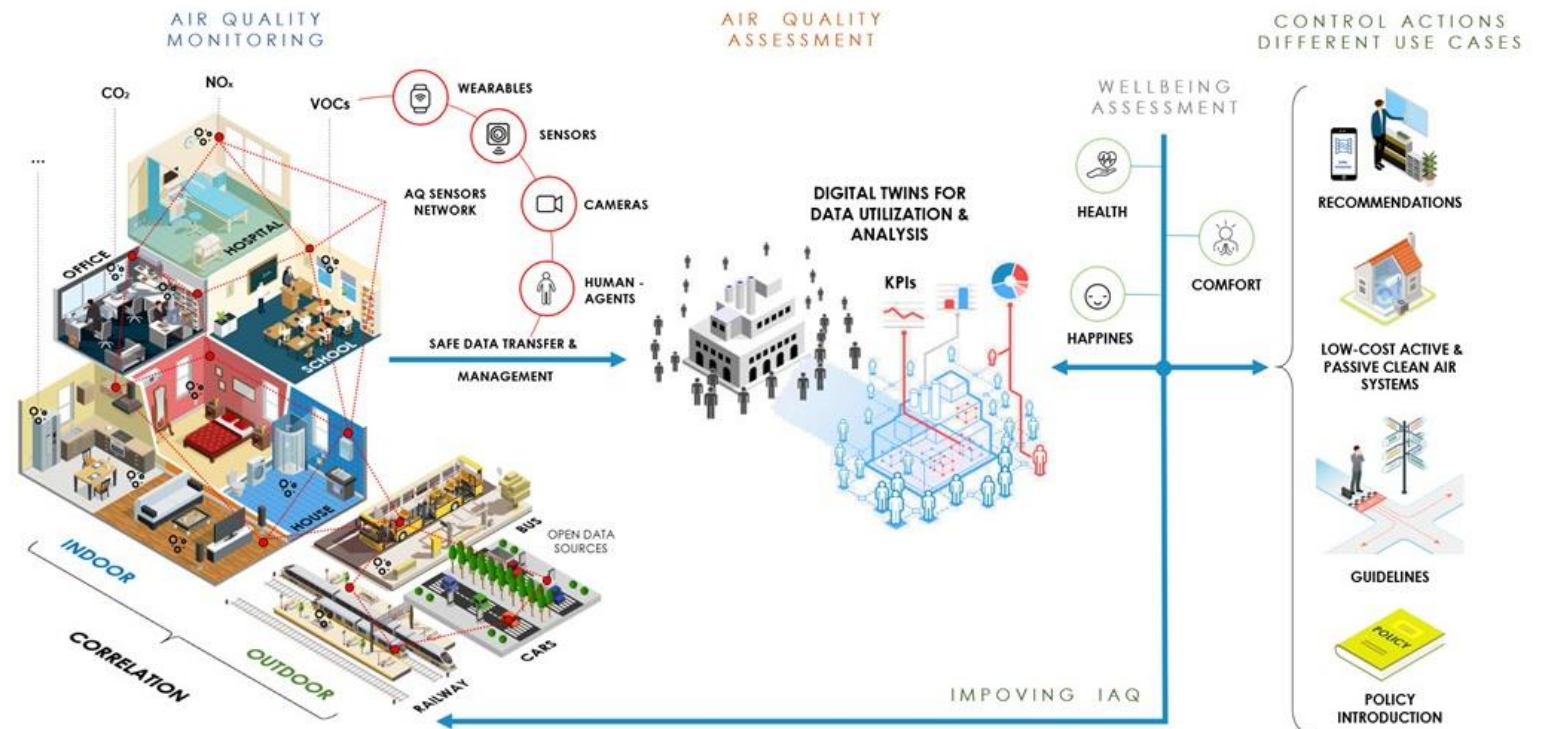 AIR QUALITY
MONITORING
AIR QUALITY
ASSESSMENT
CONTROL ACTIONS
DIFFERENT USE CASES
...
CO₂
NOₓ
VOCs
WEARABLES
SENSORS
AQ SENSORS
NETWORK
CAMERAS
HUMAN -
AGENTS
SAFE DATA TRANSFER &
MANAGEMENT
HOSPITAL
OFFICE
SCHOOL
HOUSE
BUS
OPEN DATA
SOURCES
CARS
RAILWAY
INDOOR
OUTDOOR
CORRELATION
DIGITAL TWINS FOR
DATA UTILIZATION &
ANALYSIS
KPIs
WELLBEING
ASSESSMENT
HEALTH
COMFORT
HAPPINES
RECOMMENDATIONS
LOW-COST ACTIVE &
PASSIVE CLEAN AIR
SYSTEMS
GUIDELINES
POLICY
POLICY
INTRODUCTION
IMPOVING IAQ